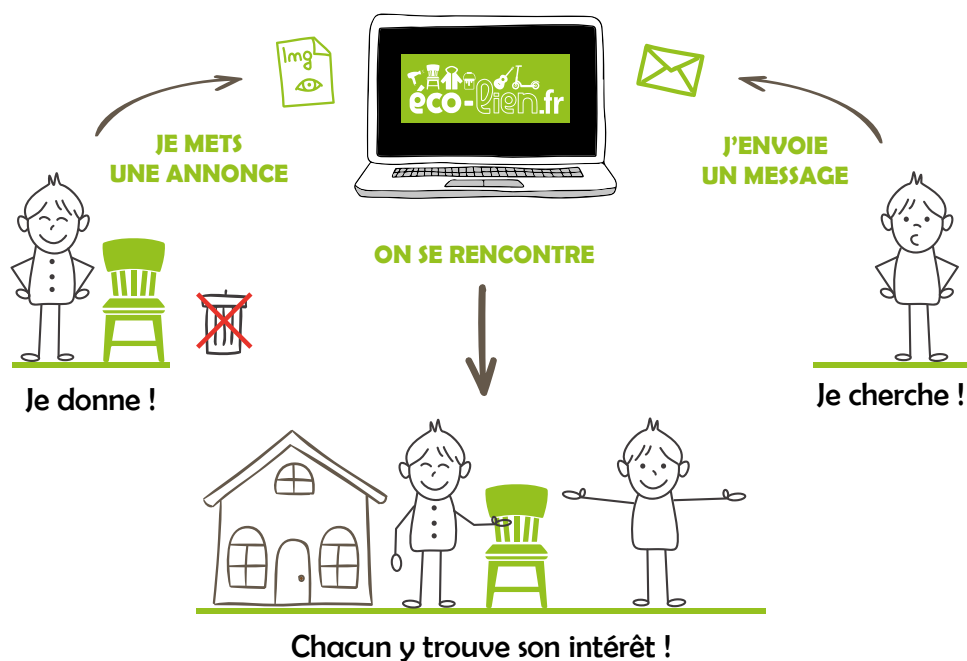 Img
éco-lien.fr
JE METS
UNE ANNONCE
J'ENVOIE
UN MESSAGE
ON SE RENCONTRE
Je donne !
Je cherche !
Chacun y trouve son intérêt !